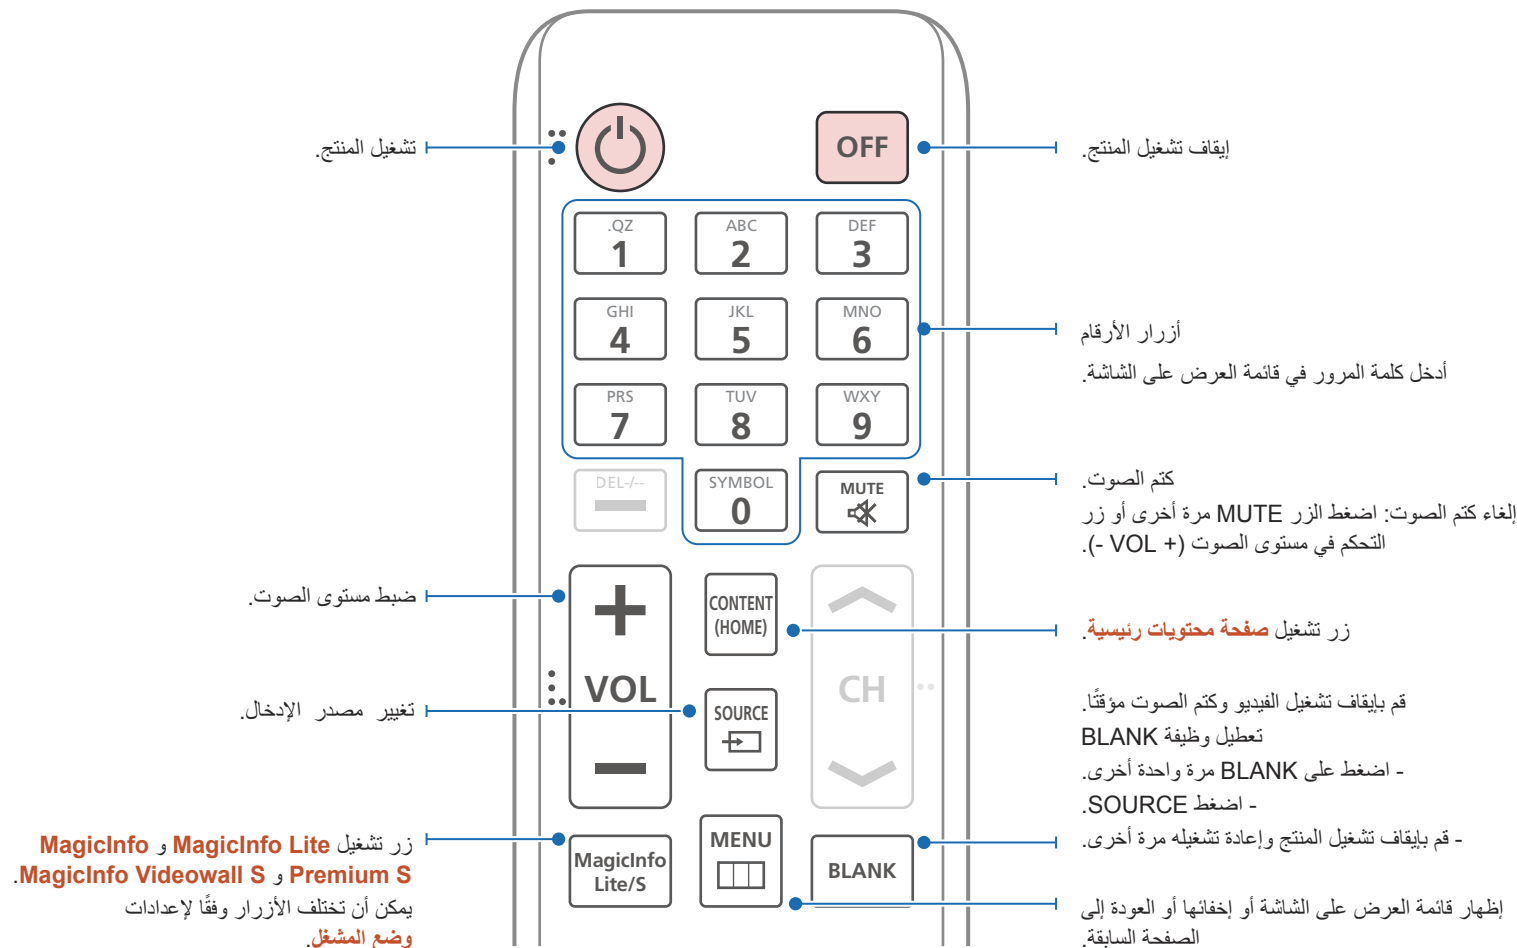 تشغيل المنتج.
OFF
إيقاف تشغيل المنتج.
.QZ
1
ABC
2
DEF
3
GHI
4
JKL
5
MNO
6
أزرار الأرقام
أدخل كلمة المرور في قائمة العرض على الشاشة.
PRS
7
TUV
8
WXY
9
DEL-/--
SYMBOL
0
MUTE
كتم الصوت.
إلغاء كتم الصوت: اضغط الزر MUTE مرة أخرى أو زر
التحكم في مستوى الصوت (+ VOL -).
ضبط مستوى الصوت.
VOL
CONTENT
(HOME)
زر تشغيل صفحة محتويات رئيسية.
CH
تغيير مصدر الإدخال.
SOURCE
قم بإيقاف تشغيل الفيديو وكتم الصوت مؤقتًا.
تعطيل وظيفة BLANK
- اضغط على BLANK مرة واحدة أخرى.
- اضغط SOURCE.
- قم بإيقاف تشغيل المنتج وإعادة تشغيله مرة أخرى.
زر تشغيل MagicInfo Lite و MagicInfo
Premium S و MagicInfo Videowall S.
يمكن أن تختلف الأزرار وفقًا لإعدادات
وضع المشغل.
MagicInfo
Lite/S
MENU
BLANK
إظهار قائمة العرض على الشاشة أو إخفائها أو العودة إلى
الصفحة السابقة.